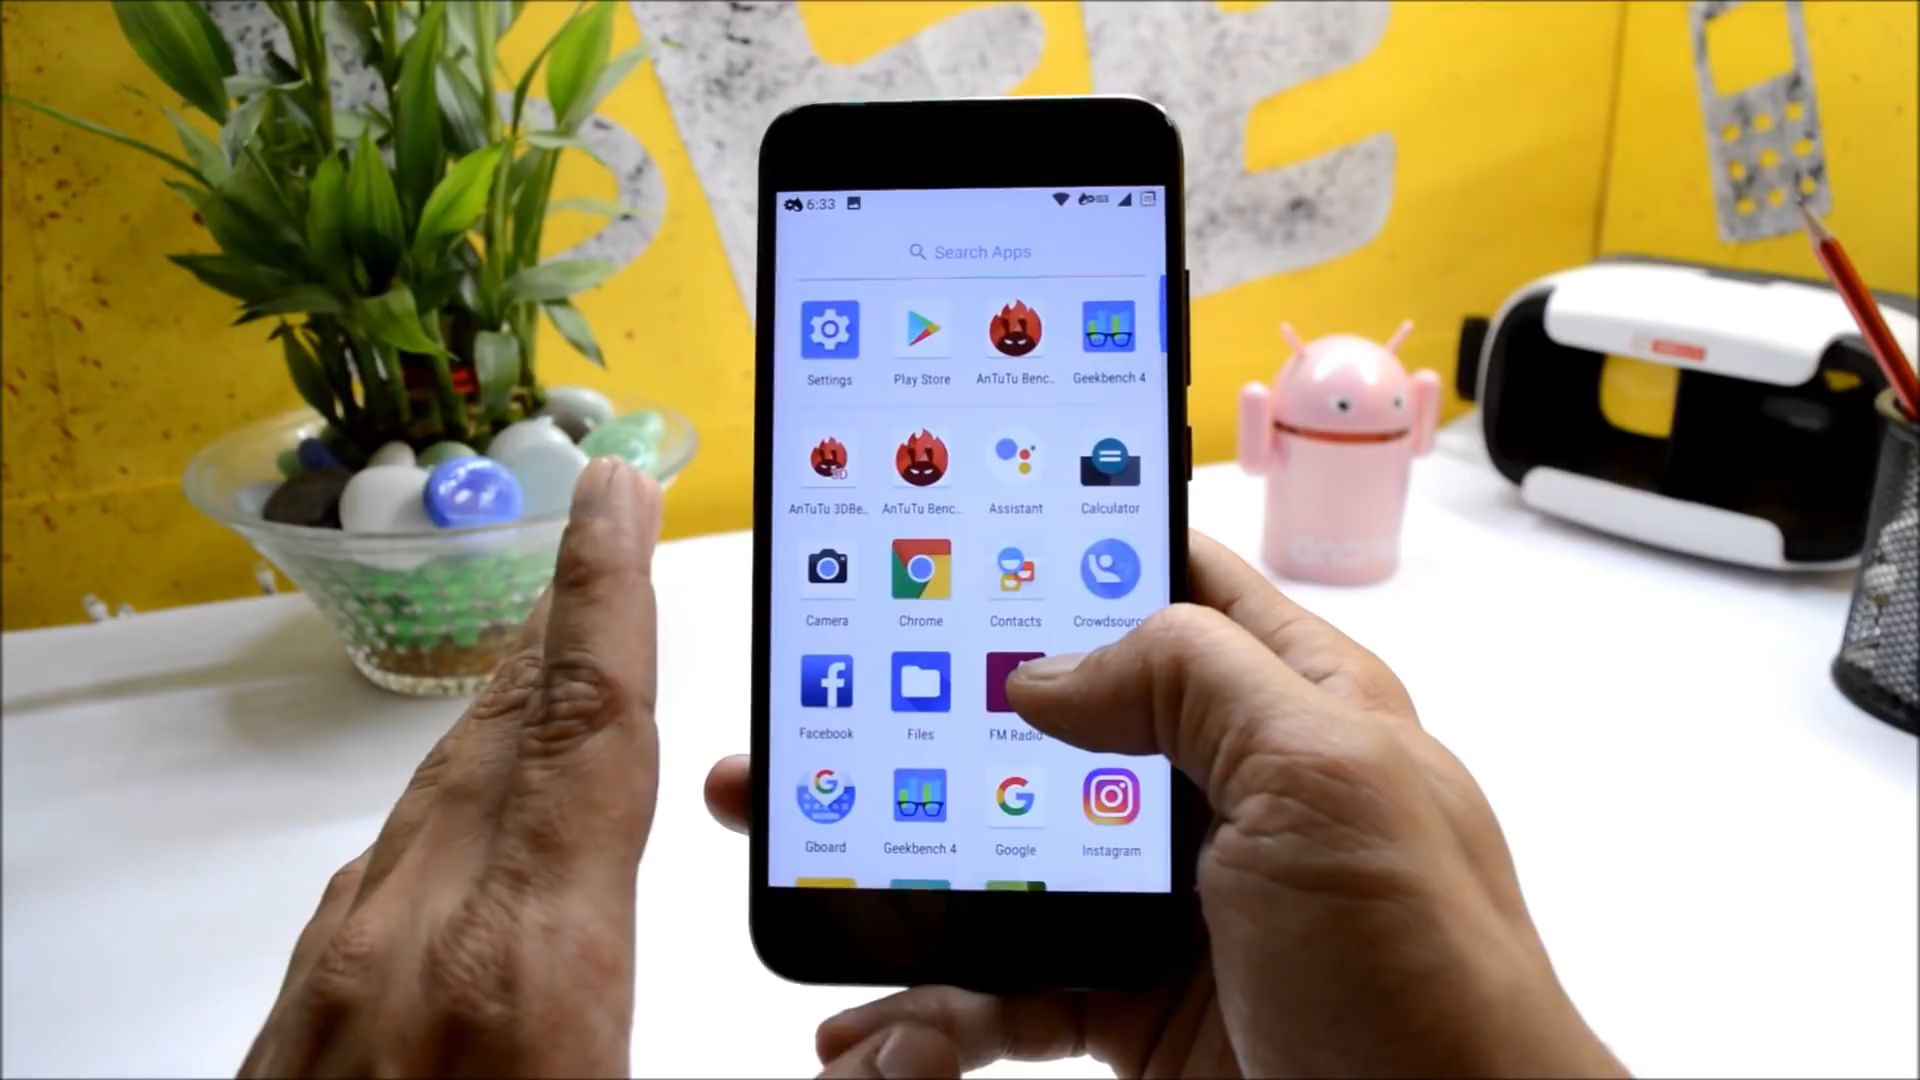 6:33
Search Apps
Settings Play Store AnTuTu Benc.. Geekbench 4
AnTuTu 3DBe.. AnTuTu Benc.. Assistant Calculator
Camera Chrome Contacts Crowdsourc
Facebook Files FM Radio
Gboard Geekbench 4 Google Instagram